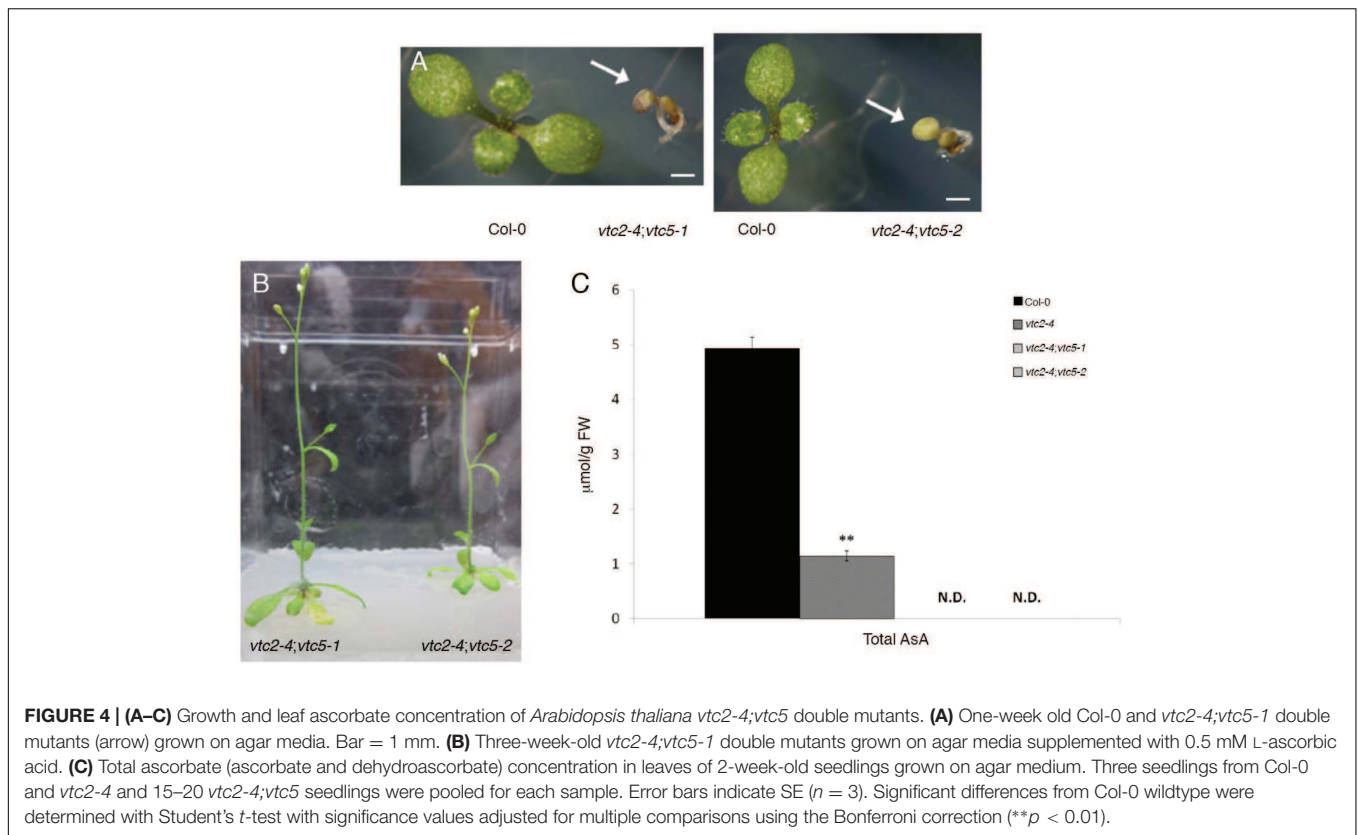 A
Col-0 vtc2-4;vtc5-1 Col-0 vtc2-4;vtc5-2
B
vtc2-4;vtc5-1 vtc2-4;vtc5-2
C
6
5
4
3
2
1
0
μmol/g FW
**
N.D. N.D.
Total AsA
Col-0
vtc2-4
vtc2-4;vtc5-1
vtc2-4;vtc5-2
FIGURE 4 | (A–C) Growth and leaf ascorbate concentration of Arabidopsis thaliana vtc2-4;vtc5 double mutants. (A) One-week old Col-0 and vtc2-4;vtc5-1 double
mutants (arrow) grown on agar media. Bar = 1 mm. (B) Three-week-old vtc2-4;vtc5-1 double mutants grown on agar media supplemented with 0.5 mM L-ascorbic
acid. (C) Total ascorbate (ascorbate and dehydroascorbate) concentration in leaves of 2-week-old seedlings grown on agar medium. Three seedlings from Col-0
and vtc2-4 and 15–20 vtc2-4;vtc5 seedlings were pooled for each sample. Error bars indicate SE (n = 3). Significant differences from Col-0 wildtype were
determined with Student's t-test with significance values adjusted for multiple comparisons using the Bonferroni correction (**p < 0.01).